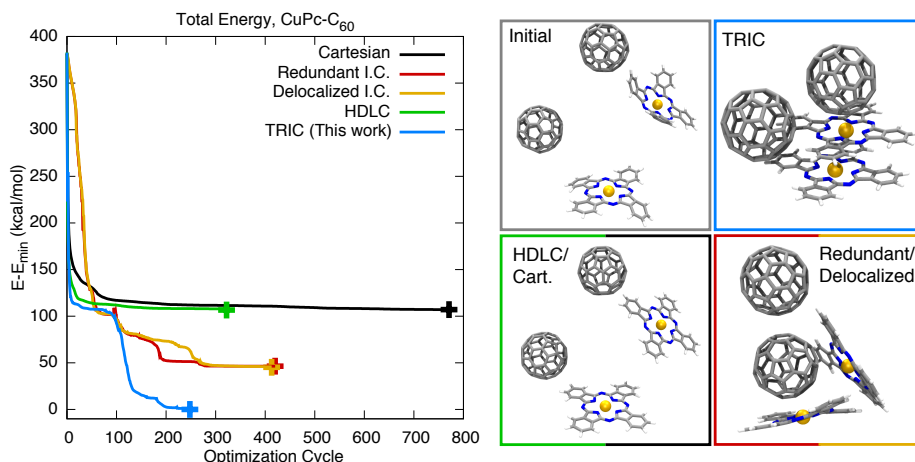 Total Energy, CuPc-C60
E-Emin (kcal/mol)
400
350
300
250
200
150
100
50
0
Cartesian
Redundant I.C.
Delocalized I.C.
HDLC
TRIC (This work)
0 100 200 300 400 500 600 700 800
Optimization Cycle
Initial
TRIC
HDLC/
Cart.
Redundant/
Delocalized